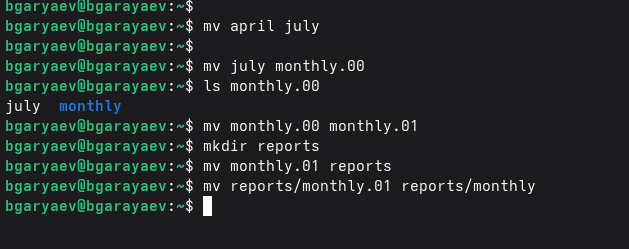 bgaryaev@bgarayaev:~$
bgaryaev@bgarayaev:~$ mv april july
bgaryaev@bgarayaev:~$
bgaryaev@bgarayaev:~$ mv july monthly.00
bgaryaev@bgarayaev:~$ ls monthly.00
july  monthly
bgaryaev@bgarayaev:~$ mv monthly.00 monthly.01
bgaryaev@bgarayaev:~$ mkdir reports
bgaryaev@bgarayaev:~$ mv monthly.01 reports
bgaryaev@bgarayaev:~$ mv reports/monthly.01 reports/monthly
bgaryaev@bgarayaev:~$